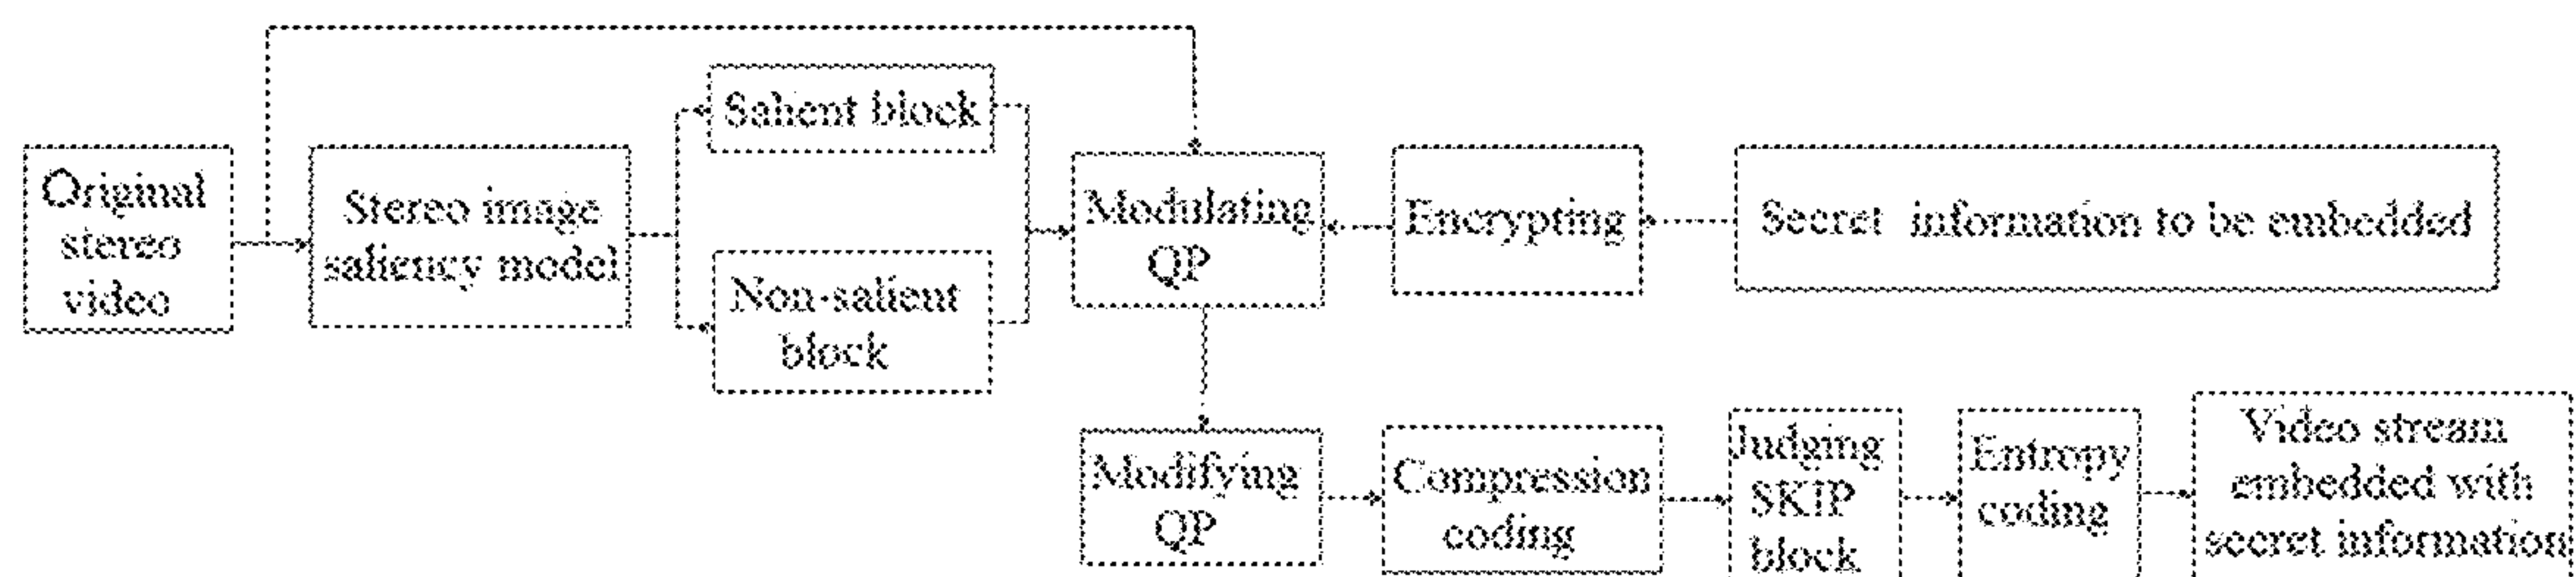 Original
stereo
video
Stereo image
saliency model
Salient block
Non-salient
block
Modulating
QP
Encrypting
Secret information to be embedded
Modifying
QP
Compression
coding
Judging
SKIP
block
Entropy
coding
Video stream
embedded with
secret information